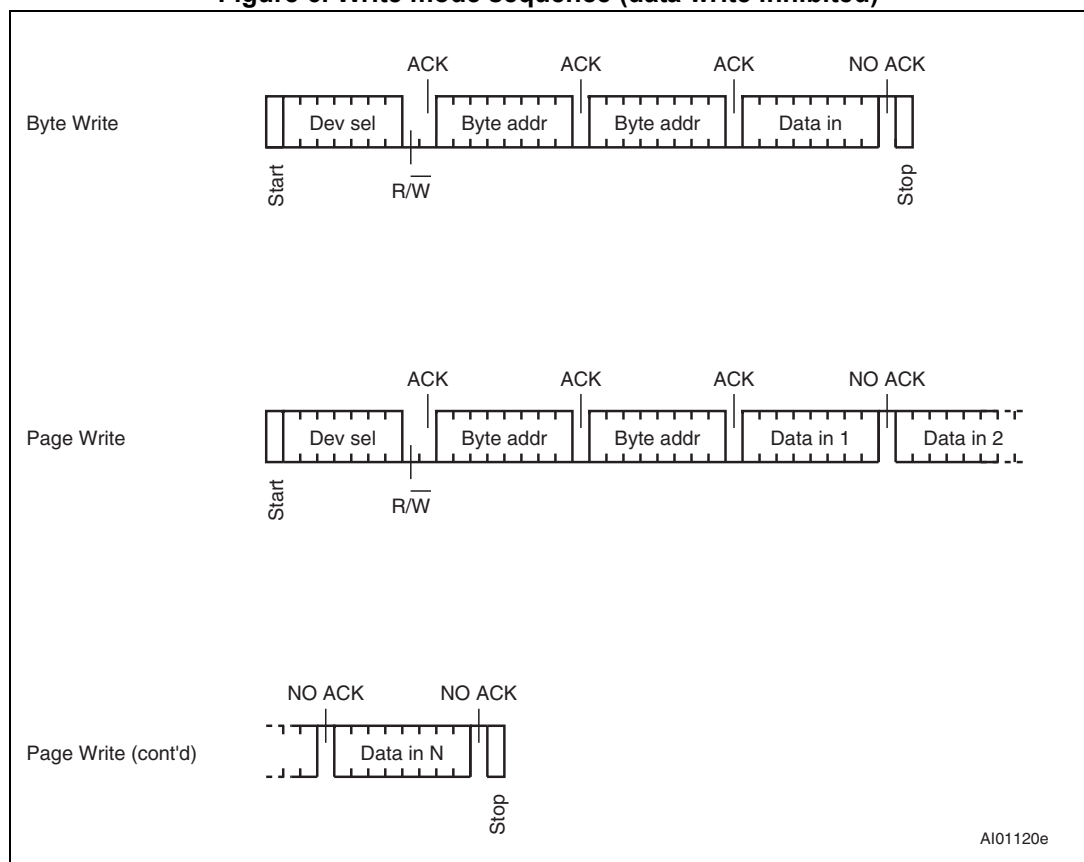 Figure 6. Write mode sequence (data write inhibited)
ACK ACK ACK NO ACK
Byte Write Dev sel Byte addr Byte addr Data in
Start R/W̅ Stop
ACK ACK ACK NO ACK
Page Write Dev sel Byte addr Byte addr Data in 1 Data in 2
Start R/W̅
NO ACK NO ACK
Page Write (cont'd) Data in N
Stop
AI01120e